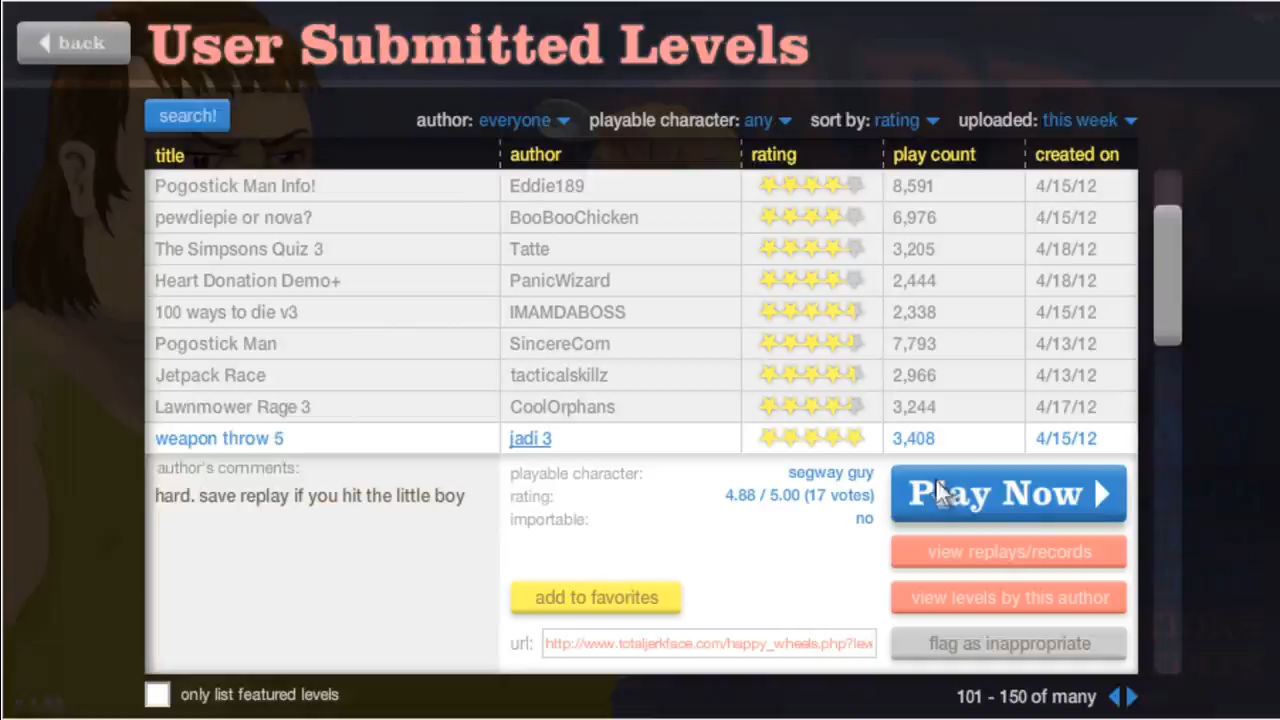 back
User Submitted Levels
search!
author: everyone playable character: any sort by: rating uploaded: this week
title author rating play count created on
Pogostick Man Info! Eddie189 8,591 4/15/12
pewdiepie or nova? BooBooChicken 6,976 4/15/12
The Simpsons Quiz 3 Tatte 3,205 4/18/12
Heart Donation Demo+ PanicWizard 2,444 4/18/12
100 ways to die v3 IMAMDABOSS 2,338 4/15/12
Pogostick Man SincereCorn 7,793 4/13/12
Jetpack Race tacticalskillz 2,966 4/13/12
Lawnmower Rage 3 CoolOrphans 3,244 4/17/12
weapon throw 5 jadi 3 3,408 4/15/12
author's comments:
hard. save replay if you hit the little boy
playable character: segway guy
rating: 4.88 / 5.00 (17 votes)
importable: no
Play Now
view replays/records
add to favorites
view levels by this author
url: http://www.totaljerkface.com/happy_wheels.php?lev
flag as inappropriate
only list featured levels
101 - 150 of many